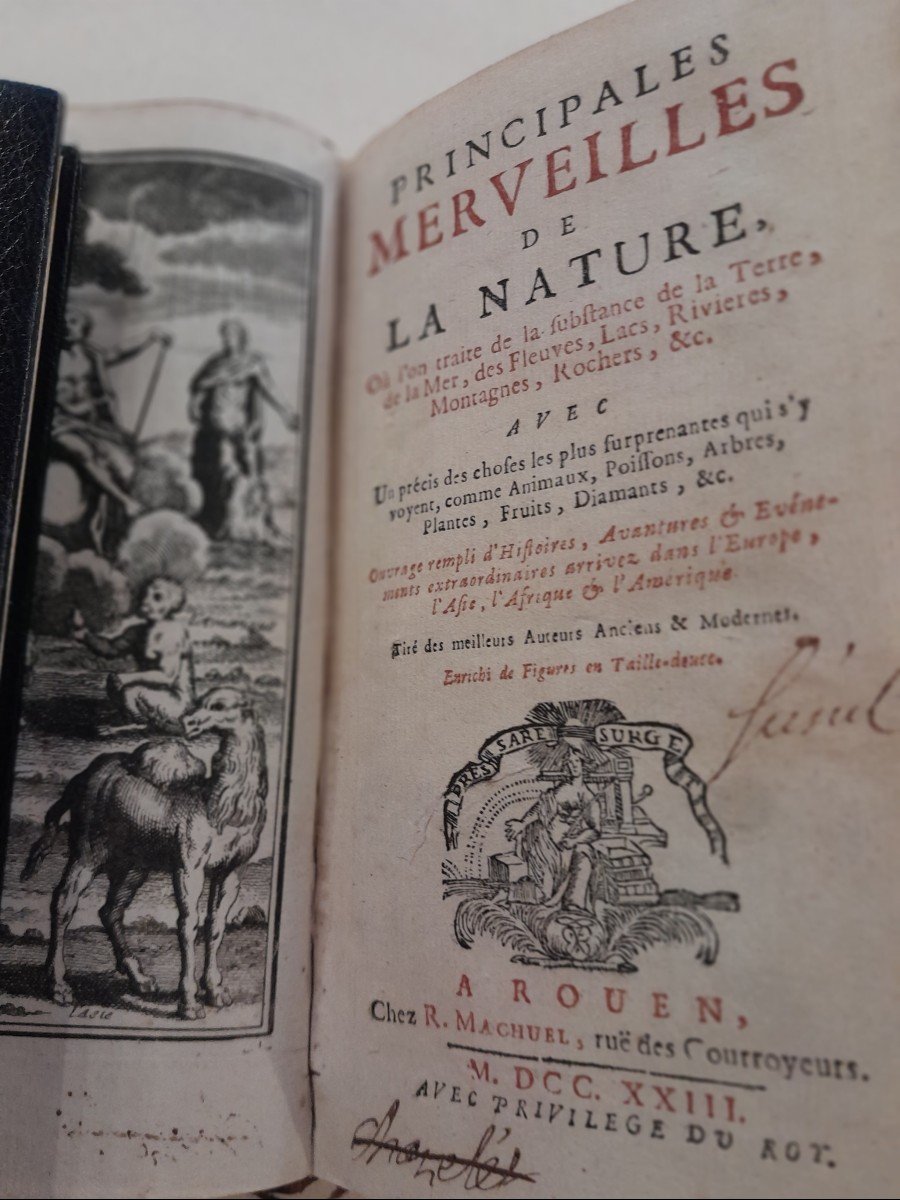 PRINCIPALES
MERVEILLES
DE
LA NATURE,
Où l'on traite de la ſubſtance de la Terre,
de la Mer, des Fleuves, Lacs, Rivieres,
Montagnes, Rochers, &c.
AVEC
Un précis des choſes les plus ſurprenantes qui s'y
voyent, comme Animaux, Poiſſons, Arbres,
Plantes, Fruits, Diamants, &c.
Ouvrage rempli d'Hiſtoires, Avantures & Evéne-
ments extraordinaires arrivez dans l'Europe,
l'Aſie, l'Afrique & l'Amerique.
Tiré des meilleurs Auteurs Anciens & Modernes.
Enrichi de Figures en Taille-douce.
SURGE
A ROUEN,
Chez R. MACHUEL, ruë des Courroyeurs.
M. DCC. XXIII.
AVEC PRIVILEGE DU ROY.
l'asie